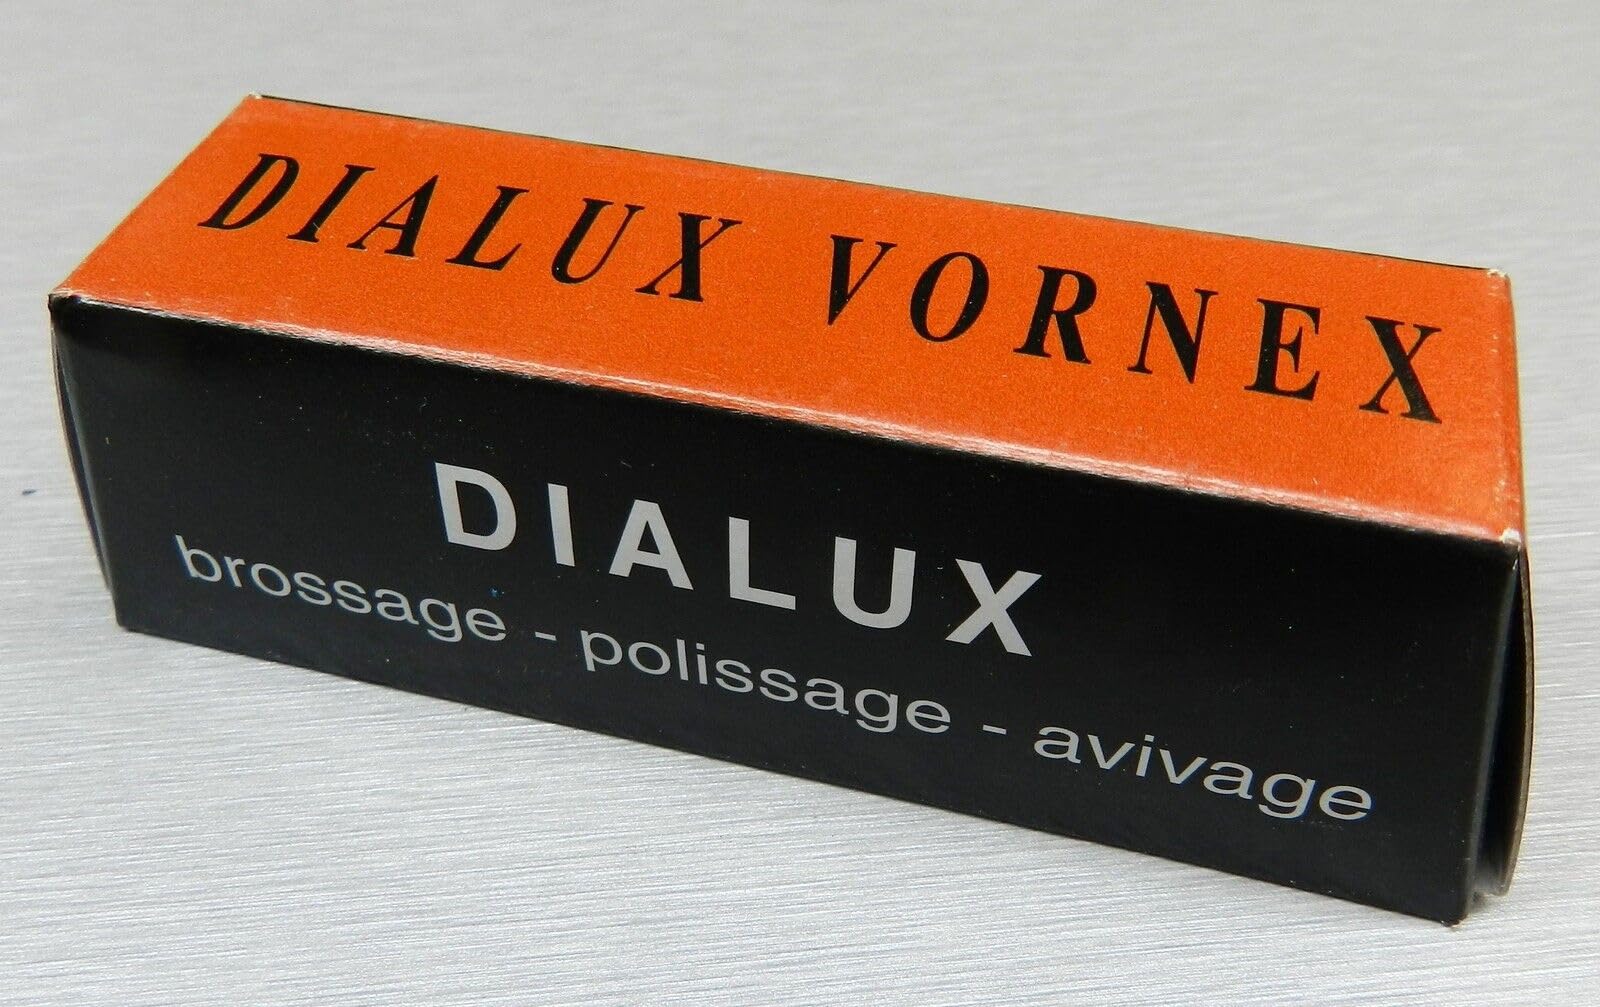 DIALUX VORNEX
DIALUX
brossage - polissage - avivage